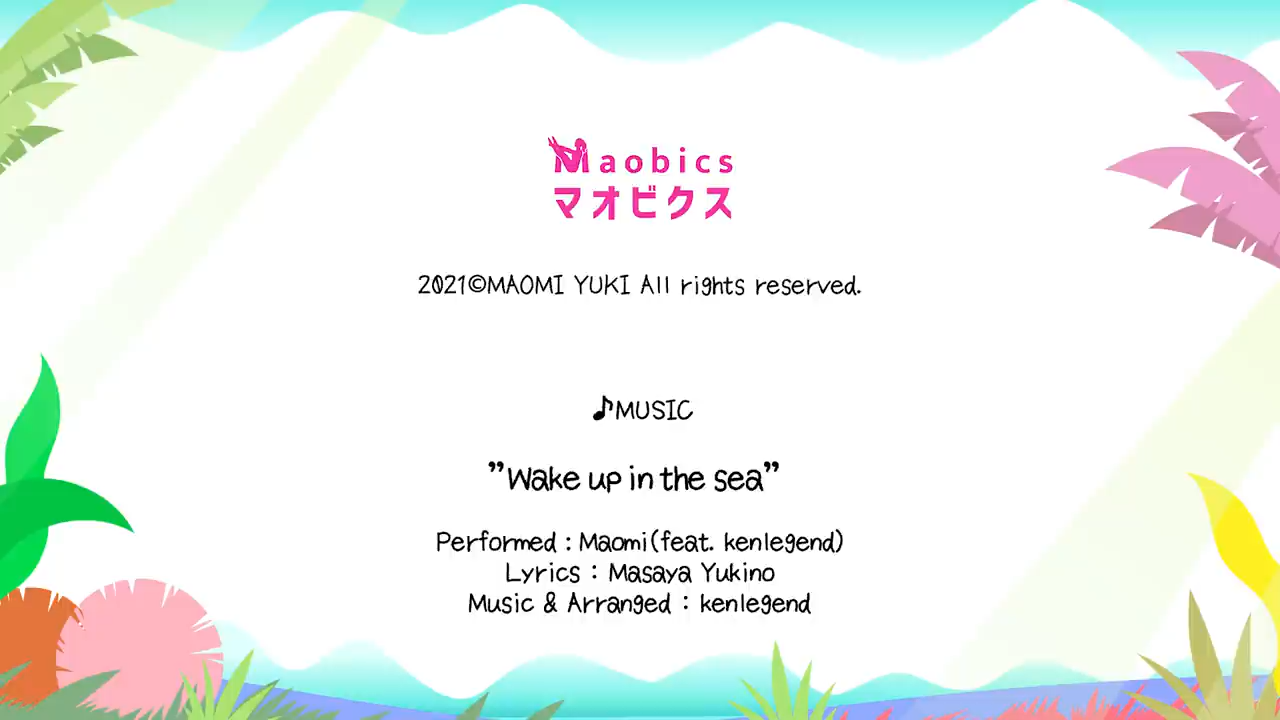 Maobics
マオビクス
2021©MAOMI YUKI All rights reserved.
♪MUSIC
”Wake up in the sea”
Performed : Maomi(feat. kenlegend)
Lyrics : Masaya Yukino
Music & Arranged : kenlegend